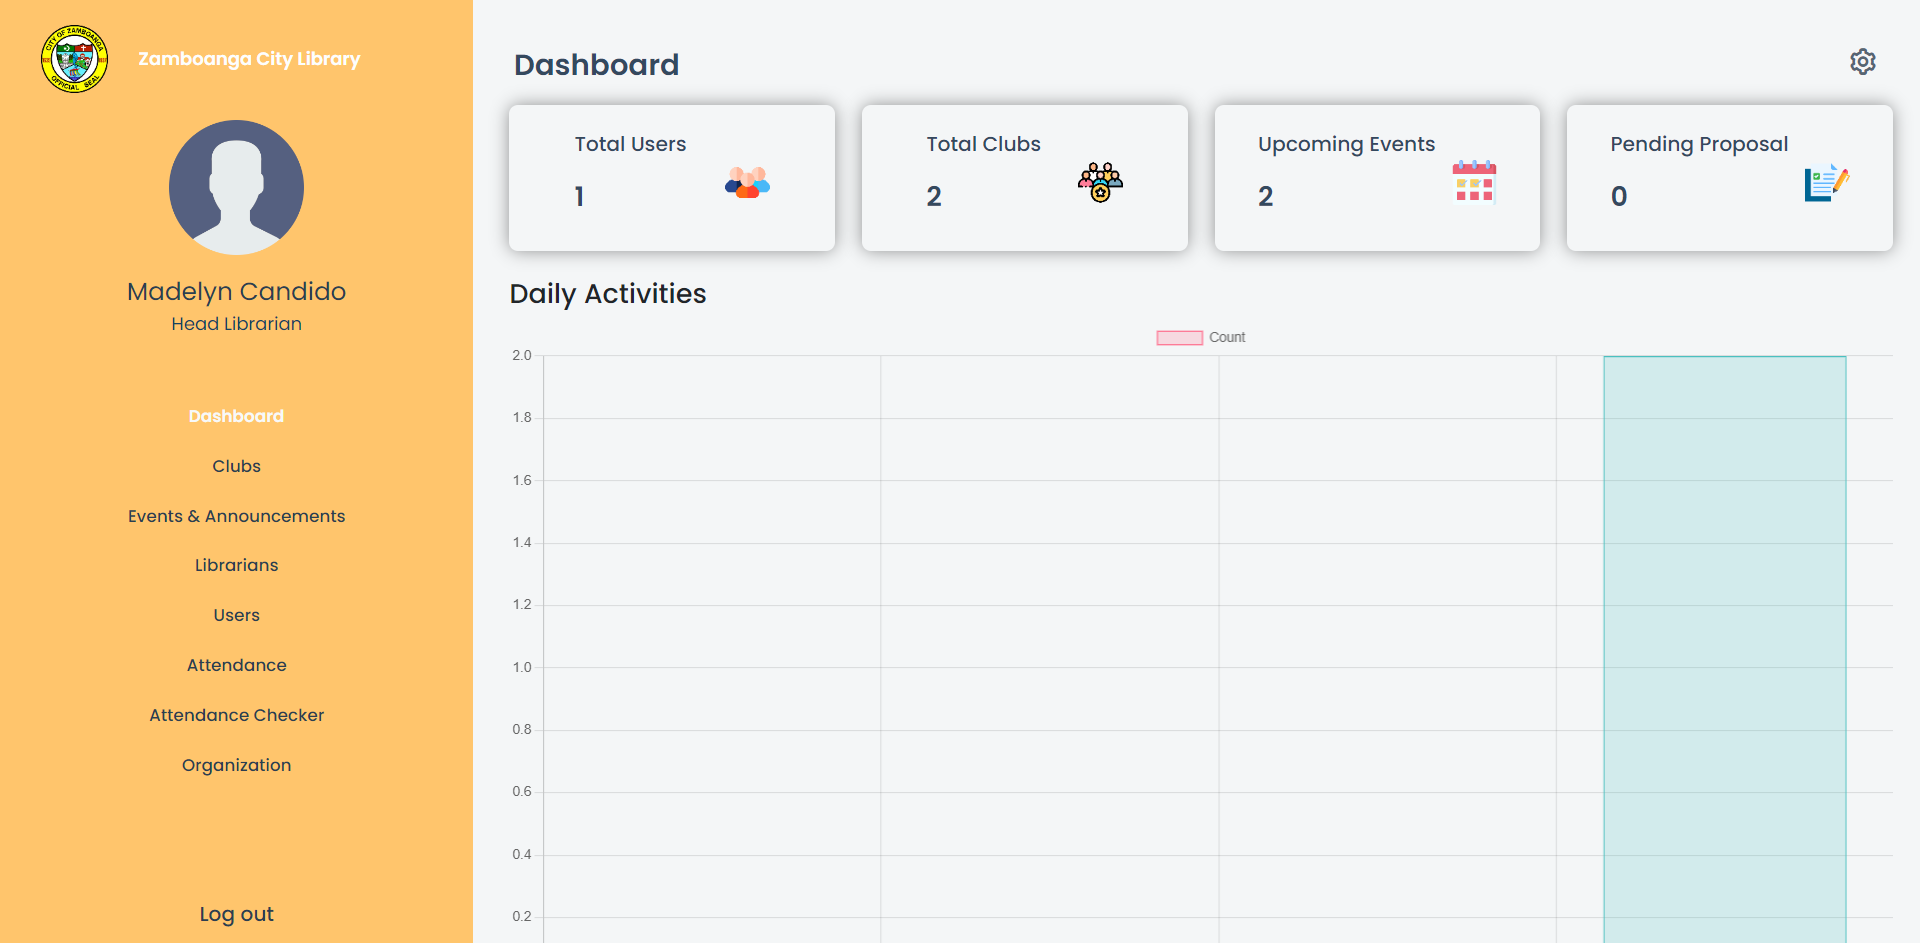 CITY OF ZAMBOANGA
OFFICIAL SEAL
Zamboanga City Library
Madelyn Candido
Head Librarian
Dashboard
Clubs
Events & Announcements
Librarians
Users
Attendance
Attendance Checker
Organization
Log out
Dashboard
Total Users
1
Total Clubs
2
Upcoming Events
2
Pending Proposal
0
Daily Activities
Count
2.0
1.8
1.6
1.4
1.2
1.0
0.8
0.6
0.4
0.2